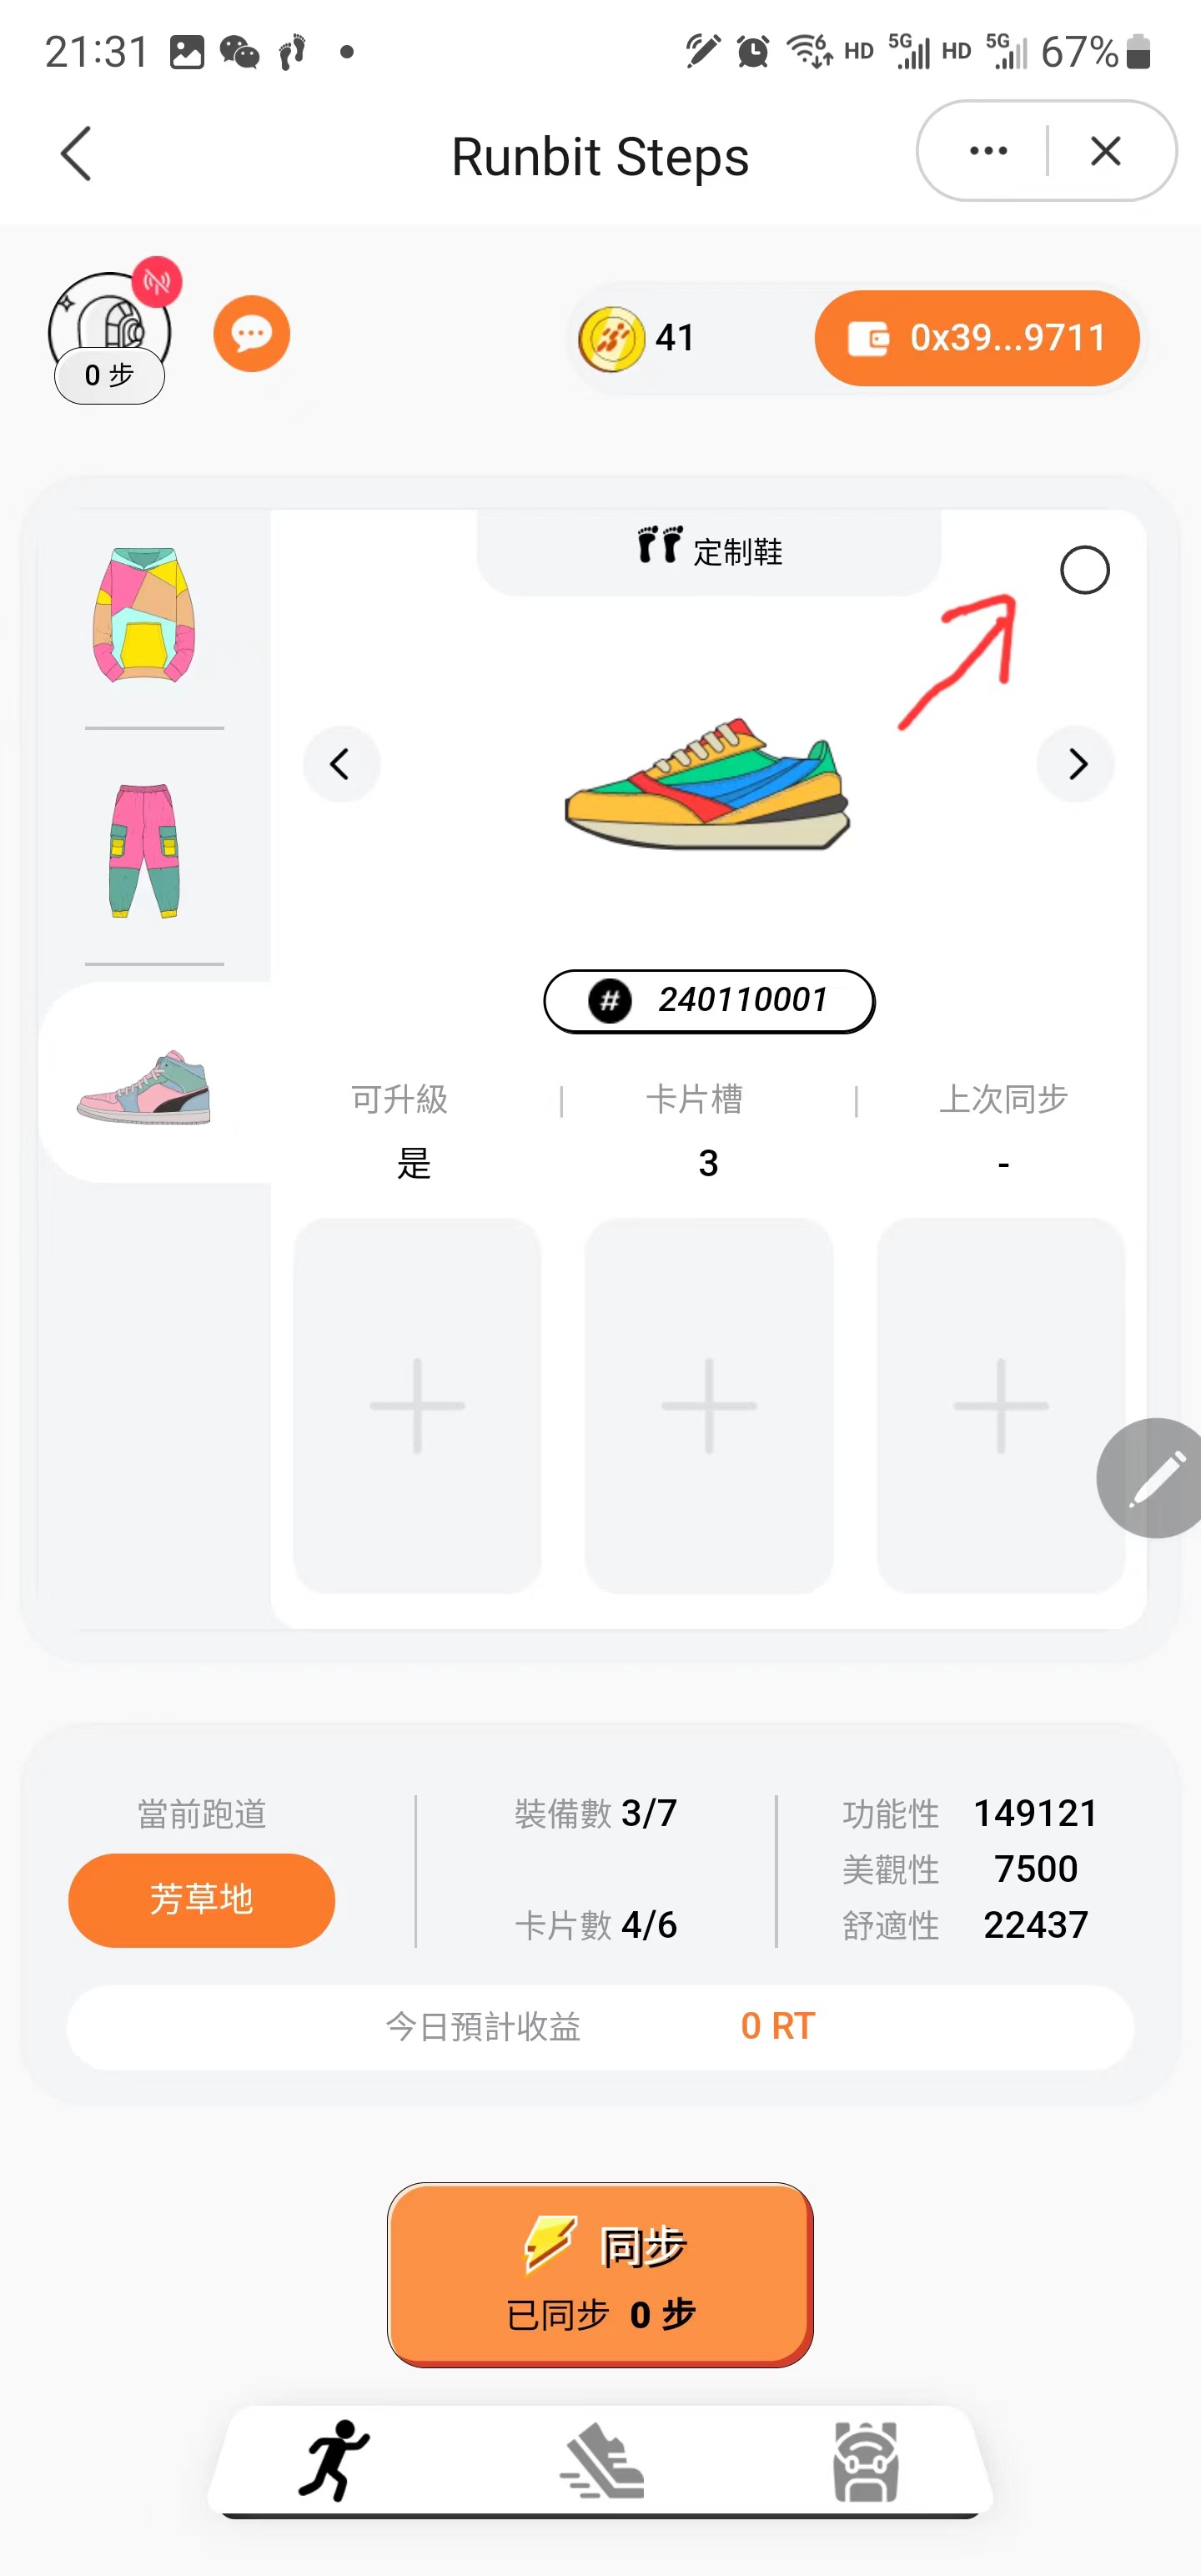 21:31
6 HD 5G HD 5G 67%
Runbit Steps
0 步
41
0x39...9711
定制鞋
# 240110001
可升級 | 卡片槽 | 上次同步
是 3 -
當前跑道
芳草地
裝備數 3/7
卡片數 4/6
功能性 149121
美觀性 7500
舒適性 22437
今日預計收益 0 RT
同步
已同步 0 步